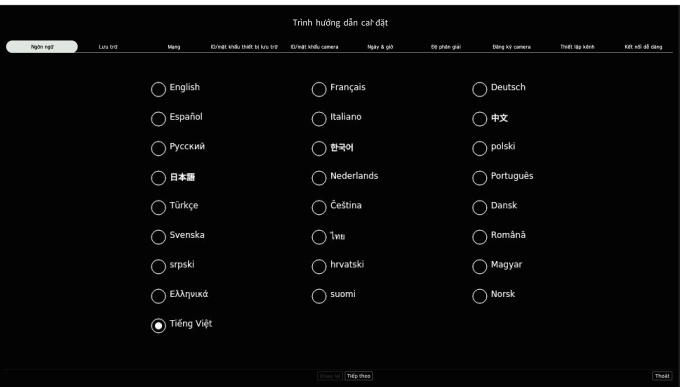 Trình hướng dẫn cài đặt
Ngôn ngữ Lưu trữ Mạng ID/mật khẩu thiết bị lưu trữ ID/mật khẩu camera Ngày & giờ Độ phân giải Đăng ký camera Thiết lập kênh Kết nối dễ dàng
English Français Deutsch
Español Italiano 中文
Русский 한국어 polski
日本語 Nederlands Português
Türkçe Čeština Dansk
Svenska ไทย Română
srpski hrvatski Magyar
Ελληνικά suomi Norsk
Tiếng Việt
Quay lại Tiếp theo Thoát